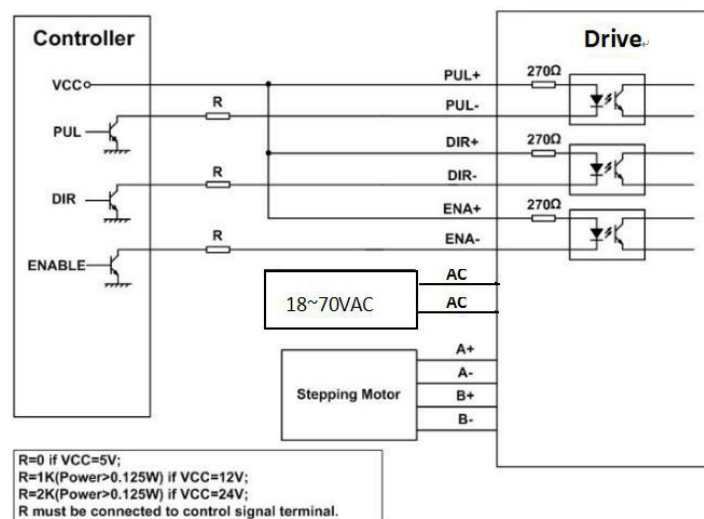 Controller
Drive
VCC
PUL+
270Ω
R
PUL-
PUL
DIR+
270Ω
R
DIR-
DIR
ENA+
270Ω
R
ENA-
ENABLE
AC
18~70VAC
AC
A+
Stepping Motor
A-
B+
B-
R=0 if VCC=5V;
R=1K(Power>0.125W) if VCC=12V;
R=2K(Power>0.125W) if VCC=24V;
R must be connected to control signal terminal.